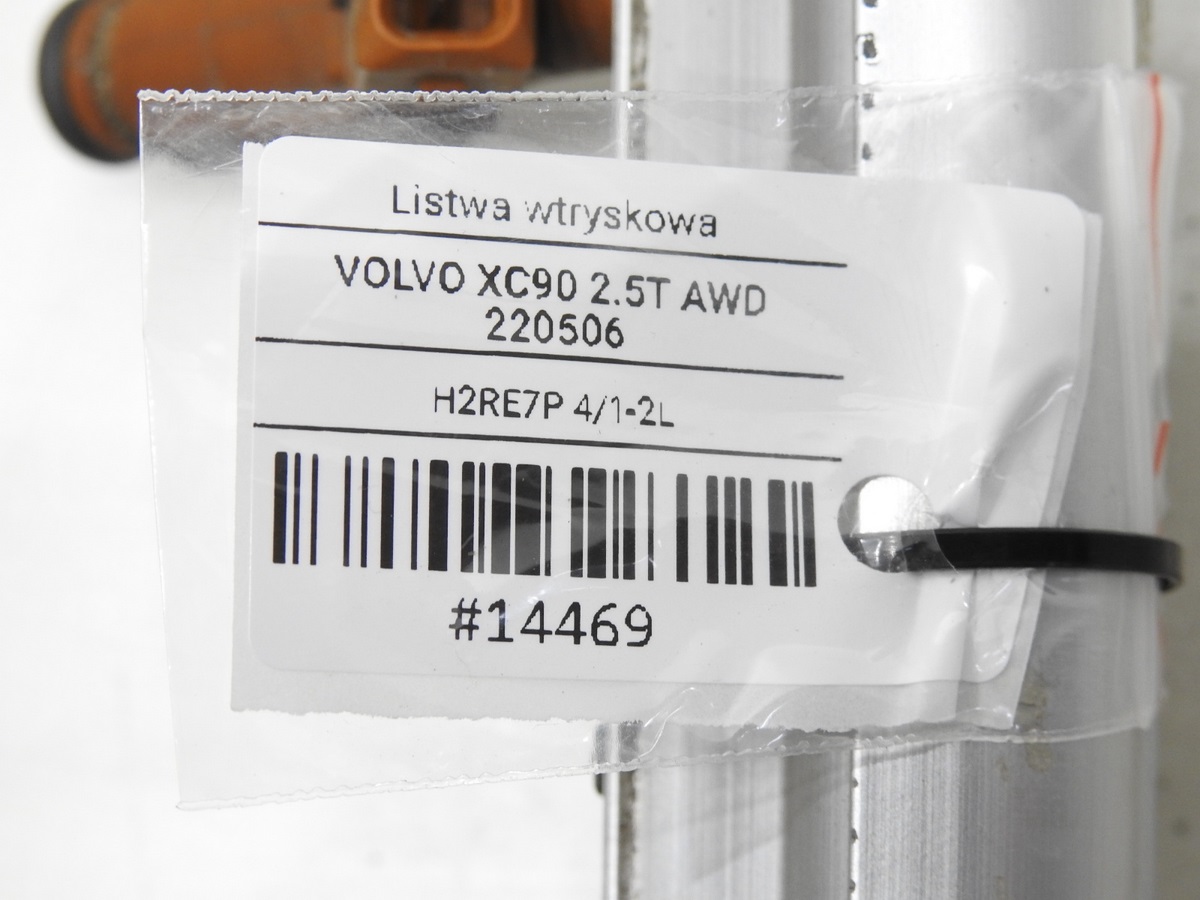 Listwa wtryskowa
VOLVO XC90 2.5T AWD
220506
H2RE7P 4/1-2L
#14469